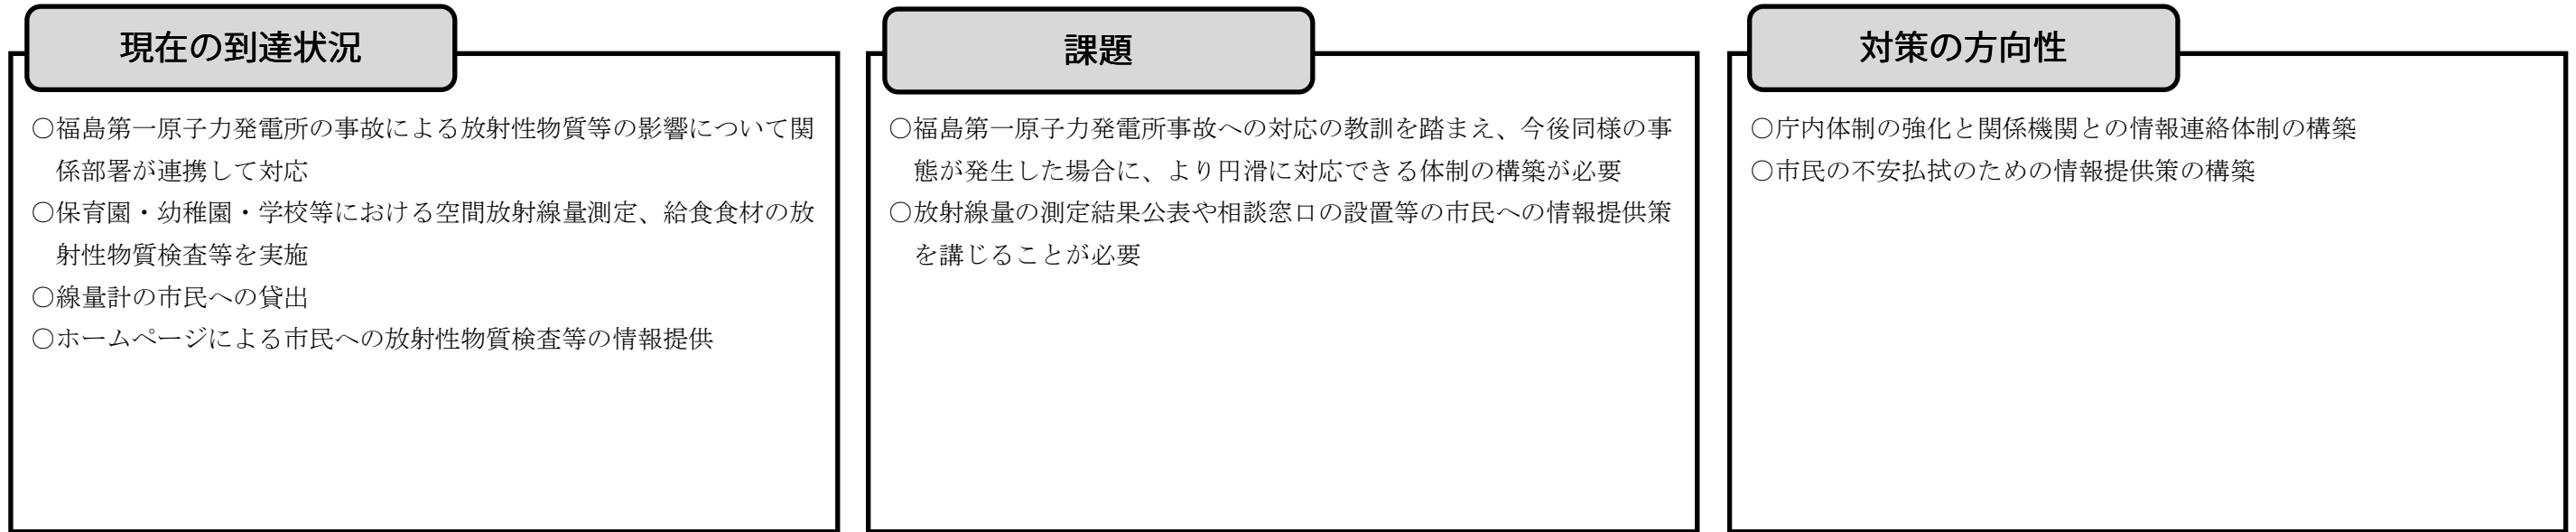 現在の到達状況
○福島第一原子力発電所の事故による放射性物質等の影響について関
係部署が連携して対応
○保育園・幼稚園・学校等における空間放射線量測定、給食食材の放
射性物質検査等を実施
○線量計の市民への貸出
○ホームページによる市民への放射性物質検査等の情報提供
課題
○福島第一原子力発電所事故への対応の教訓を踏まえ、今後同様の事
態が発生した場合に、より円滑に対応できる体制の構築が必要
○放射線量の測定結果公表や相談窓口の設置等の市民への情報提供策
を講じることが必要
対策の方向性
○庁内体制の強化と関係機関との情報連絡体制の構築
○市民の不安払拭のための情報提供策の構築